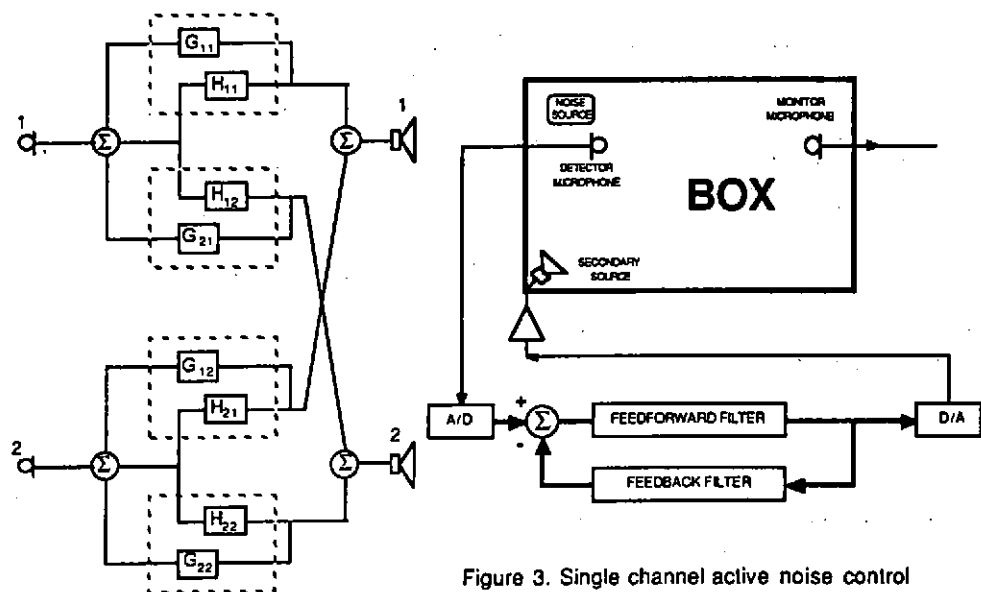 G11
H11
1
Σ
Σ
1
H12
G21
G12
H21
2
Σ
Σ
2
H22
G22
NOISE
SOURCE
DETECTOR
MICROPHONE
MONITOR
MICROPHONE
BOX
SECONDARY
SOURCE
A/D
+
Σ
-
FEEDFORWARD FILTER
D/A
FEEDBACK FILTER
Figure 3. Single channel active noise control